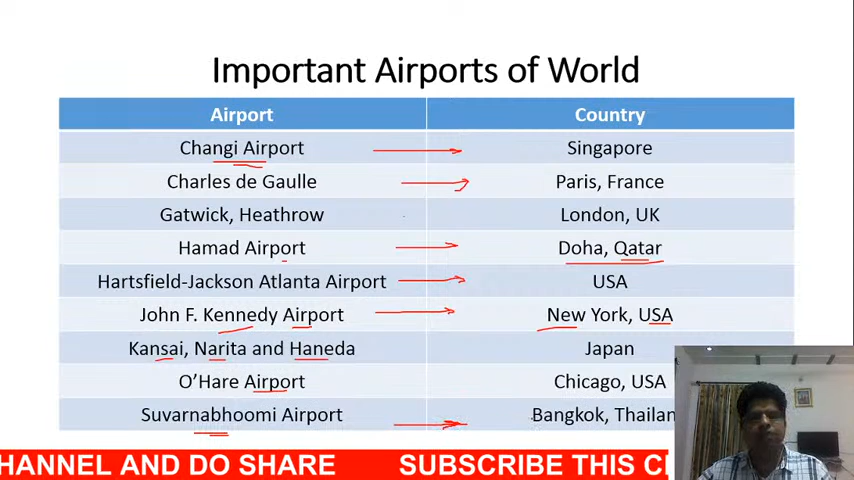 Important Airports of World
Airport Country
Changi Airport Singapore
Charles de Gaulle Paris, France
Gatwick, Heathrow London, UK
Hamad Airport Doha, Qatar
Hartsfield-Jackson Atlanta Airport USA
John F. Kennedy Airport New York, USA
Kansai, Narita and Haneda Japan
O'Hare Airport Chicago, USA
Suvarnabhoomi Airport Bangkok, Thailan
HANNEL AND DO SHARE SUBSCRIBE THIS C